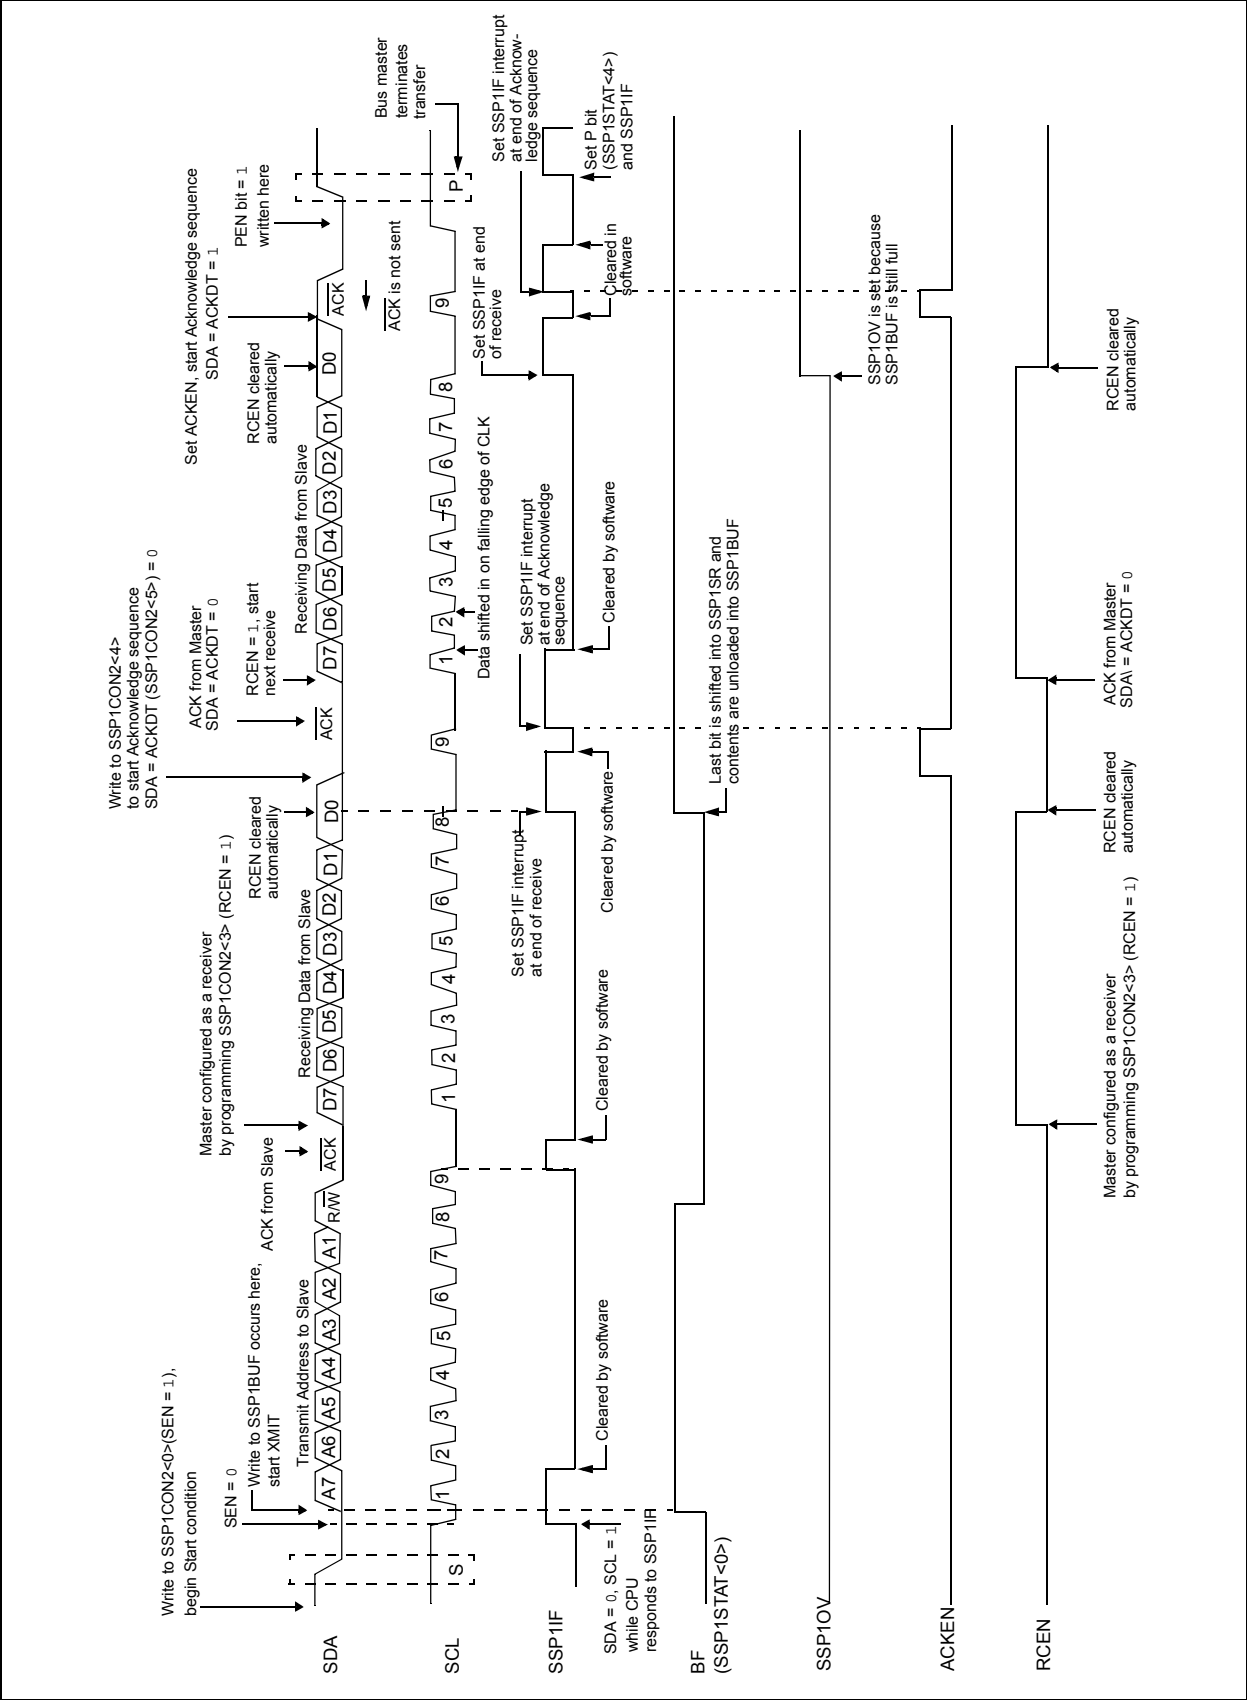 Write to SSP1CON2<4>
to start Acknowledge sequence
SDA = ACKDT (SSP1CON2<5>) = 0
Write to SSP1CON2<0>(SEN = 1),
begin Start condition
Master configured as a receiver
by programming SSP1CON2<3> (RCEN = 1)
ACK from Master
SDA = ACKDT = 0
Set ACKEN, start Acknowledge sequence
SDA = ACKDT = 1
SEN = 0
Write to SSP1BUF occurs here,
start XMIT
ACK from Slave
RCEN cleared
automatically
RCEN = 1, start
next receive
RCEN cleared
automatically
PEN bit = 1
written here
Transmit Address to Slave
Receiving Data from Slave
Receiving Data from Slave
SDA
A7 A6 A5 A4 A3 A2 A1 R/W ACK D7 D6 D5 D4 D3 D2 D1 D0 ACK D7 D6 D5 D4 D3 D2 D1 D0 ACK
ACK is not sent
Bus master
terminates
transfer
SCL
S 1 2 3 4 5 6 7 8 9 1 2 3 4 5 6 7 8 9 1 2 3 4 5 6 7 8 9 P
Data shifted in on falling edge of CLK
Set SSP1IF at end
of receive
Set SSP1IF interrupt
at end of Acknow-
ledge sequence
Set SSP1IF interrupt
at end of receive
Set SSP1IF interrupt
at end of Acknowledge
sequence
SSP1IF
SDA = 0, SCL = 1
while CPU
responds to SSP1IF
Cleared by software
Cleared by software
Cleared by software
Cleared by software
Cleared in
software
Set P bit
(SSP1STAT<4>)
and SSP1IF
BF
(SSP1STAT<0>)
Last bit is shifted into SSP1SR and
contents are unloaded into SSP1BUF
SSP1OV
SSP1OV is set because
SSP1BUF is still full
ACKEN
RCEN
Master configured as a receiver
by programming SSP1CON2<3> (RCEN = 1)
RCEN cleared
automatically
ACK from Master
SDA\ = ACKDT = 0
RCEN cleared
automatically